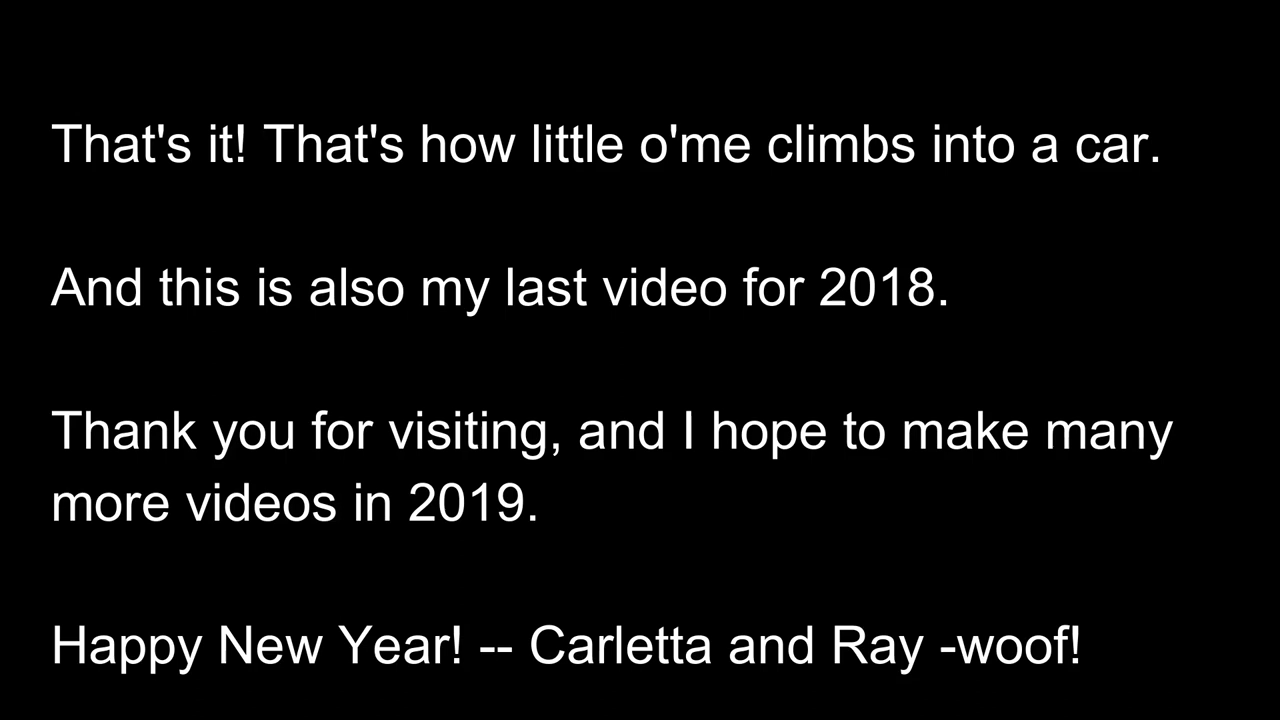 That's it! That's how little o'me climbs into a car.
And this is also my last video for 2018.
Thank you for visiting, and I hope to make many
more videos in 2019.
Happy New Year! -- Carletta and Ray -woof!